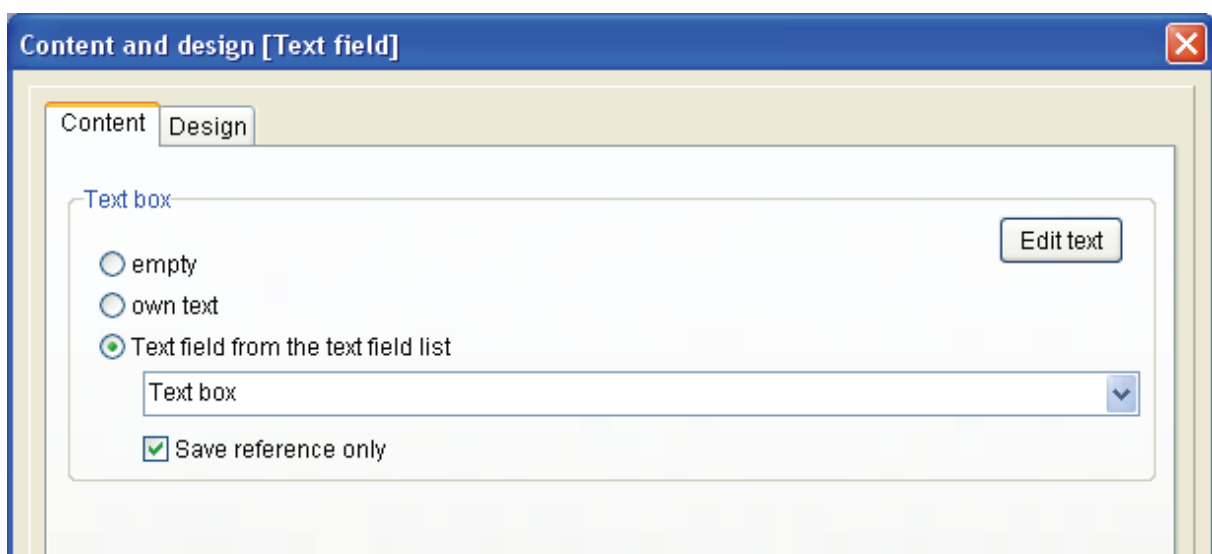 Content and design [Text field]
Content
Design
Text box
Edit text
empty
own text
Text field from the text field list
Text box
Save reference only